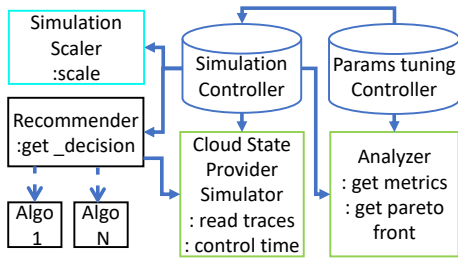 Simulation
Scaler
:scale
Simulation
Controller
Params tuning
Controller
Recommender
:get _decision
Cloud State
Provider
Simulator
: read traces
: control time
Analyzer
: get metrics
: get pareto
front
Algo
1
Algo
N